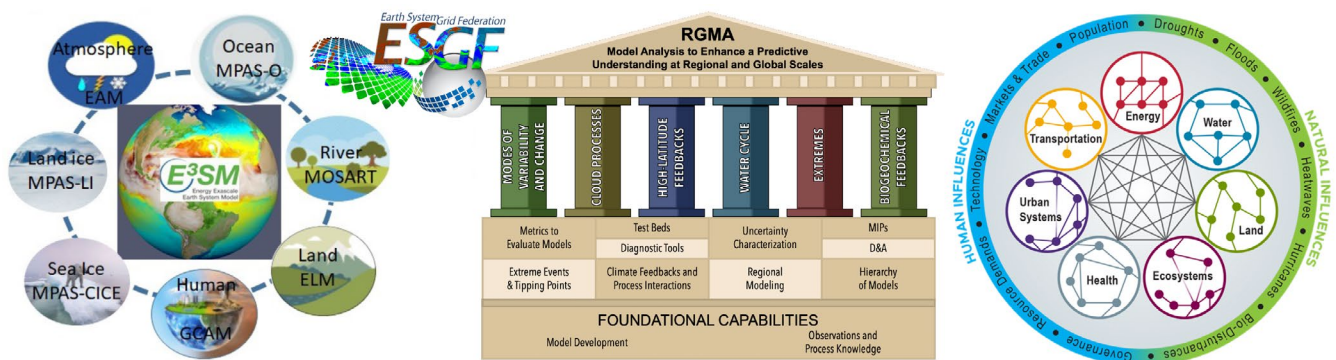 Atmosphere
EAM
Ocean
MPAS-O
River
MOSART
Land
ELM
Human
GCAM
Sea Ice
MPAS-CICE
Land ice
MPAS-LI
E³SM
Energy Exascale
Earth System Model
Earth System
Grid Federation
ESGF
RGMA
Model Analysis to Enhance a Predictive
Understanding at Regional and Global Scales
MODES OF
VARIABILITY
AND CHANGE
CLOUD PROCESSES
HIGH-LATITUDE
FEEDBACKS
WATER CYCLE
EXTREMES
BIOGEOCHEMICAL
FEEDBACKS
Metrics to
Evaluate Models
Test Beds
Diagnostic Tools
Uncertainty
Characterization
MIPs
D&A
Extreme Events
& Tipping Points
Climate Feedbacks and
Process Interactions
Regional
Modeling
Hierarchy
of Models
FOUNDATIONAL CAPABILITIES
Model Development
Observations and
Process Knowledge
HUMAN INFLUENCES
Governance • Resource Demands • Technology • Markets & Trade • Population
NATURAL INFLUENCES
Droughts • Floods • Wildfires • Heatwaves • Hurricanes • Bio-Disturbances
Energy
Water
Land
Ecosystems
Health
Urban
Systems
Transportation